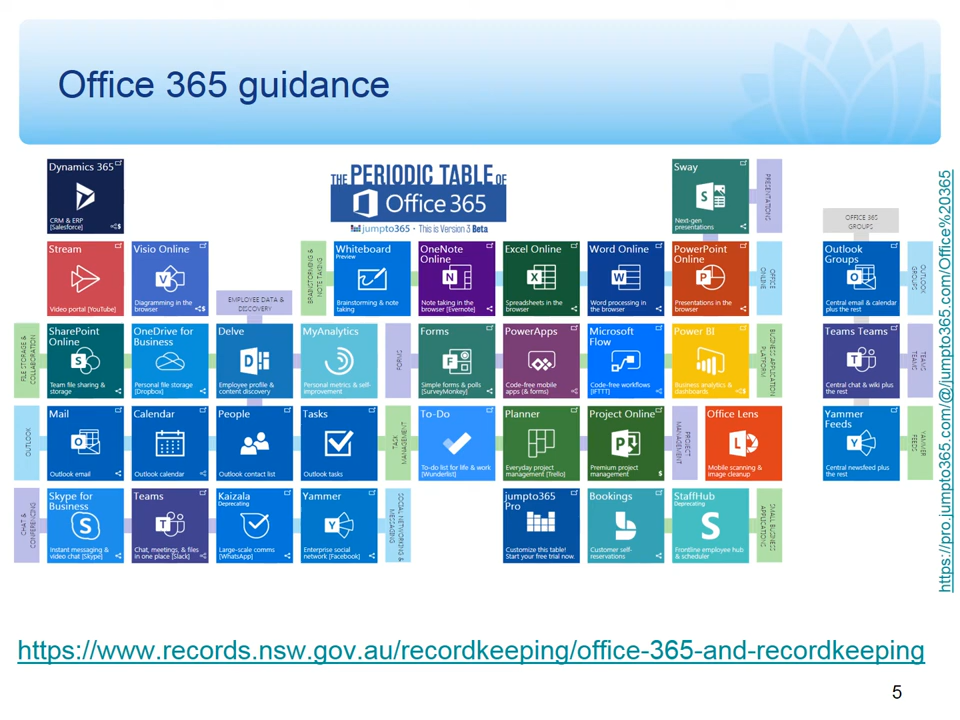 Office 365 guidance
THE PERIODIC TABLE OF
Office 365
jumpto365 • This is Version 3 Beta
Dynamics 365
CRM & ERP
[Salesforce]
Sway
Next-gen
presentations
PRESENTATIONS
OFFICE 365
GROUPS
Stream
Video portal [YouTube]
Visio Online
Diagramming in the
browser
EMPLOYEE DATA &
DISCOVERY
BRAINSTORMING &
NOTE TAKING
Whiteboard
Preview
Brainstorming & note
taking
OneNote
Online
Note taking in the
browser [Evernote]
Excel Online
Spreadsheets in the
browser
Word Online
Word processing in
the browser
PowerPoint
Online
Presentations in the
browser
OFFICE
ONLINE
Outlook
Groups
Central email & calendar
plus the rest
OUTLOOK
GROUPS
FILE STORAGE &
COLLABORATION
SharePoint
Online
Team file sharing &
storage
OneDrive for
Business
Personal file storage
[Dropbox]
Delve
Employee profile &
content discovery
MyAnalytics
Personal metrics & self-
improvement
FORMS
Forms
Simple forms & polls
[SurveyMonkey]
PowerApps
Code-free mobile
apps (& forms)
Microsoft
Flow
Code-free workflows
[IFTTT]
Power BI
Business analytics &
dashboards
BUSINESS APPLICATION
PLATFORM
Teams Teams
Central chat & wiki plus
the rest
TEAMS
TEAMS
OUTLOOK
Mail
Outlook email
Calendar
Outlook calendar
People
Outlook contact list
Tasks
Outlook tasks
TASK
MANAGEMENT
To-Do
To-do list for life & work
[Wunderlist]
Planner
Everyday project
management [Trello]
Project Online
Premium project
management
$
PROJECT
MANAGEMENT
Office Lens
Mobile scanning &
image cleanup
Yammer
Feeds
Central newsfeed plus
the rest
YAMMER
FEEDS
CHAT &
CONFERENCING
Skype for
Business
Instant messaging &
video chat [Skype]
Teams
Chat, meetings, & files
in one place [Slack]
Kaizala
Deprecating
Large-scale comms
[WhatsApp]
Yammer
Enterprise social
network [Facebook]
SOCIAL NETWORKING &
MESSAGING
jumpto365
Pro
Customize this table!
Start your free trial now.
Bookings
Customer self-
reservations
StaffHub
Deprecating
Frontline employee hub
& scheduler
SMALL BUSINESS
APPLICATIONS
https://pro.jumpto365.com/@/jumpto365.com/Office%20365
https://www.records.nsw.gov.au/recordkeeping/office-365-and-recordkeeping
5